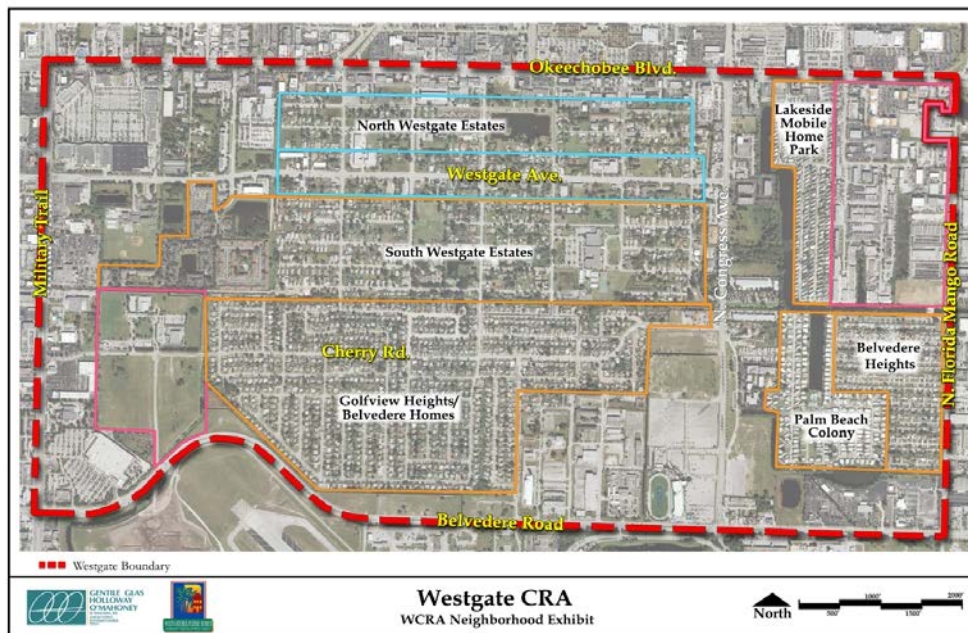 Okeechobee Blvd.
Lakeside
Mobile
Home
Park
North Westgate Estates
Westgate Ave.
Military Trail
N. Congress Ave.
N. Florida Mango Road
South Westgate Estates
Cherry Rd.
Belvedere
Heights
Golfview Heights/
Belvedere Homes
Palm Beach
Colony
Belvedere Road
Westgate Boundary
GENTILE GLAS
HOLLOWAY
O'MAHONEY
Westgate CRA
WCRA Neighborhood Exhibit
North
500'
1000'
1500'
2000'